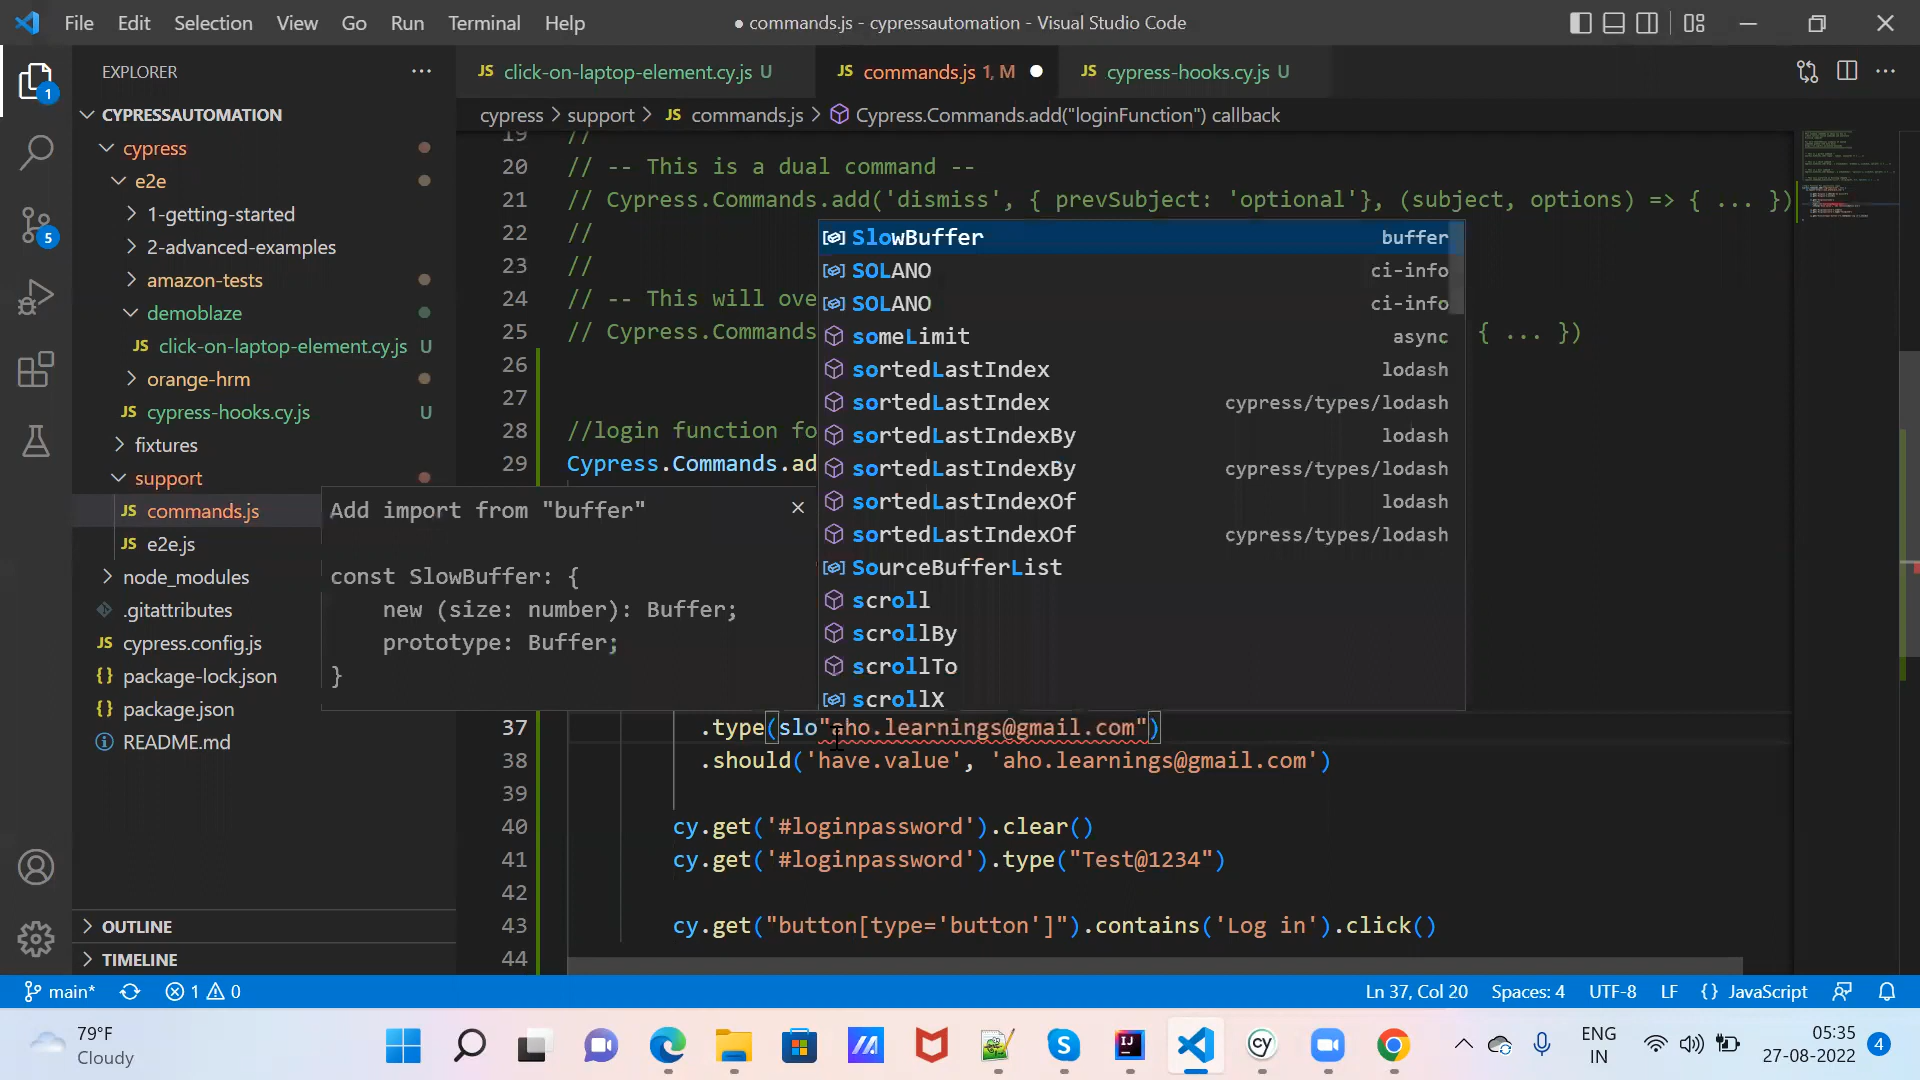 File Edit Selection View Go Run Terminal Help
● commands.js - cypressautomation - Visual Studio Code
EXPLORER ...
JS click-on-laptop-element.cy.js U
JS commands.js 1, M ●
JS cypress-hooks.cy.js U
cypress > support > JS commands.js > Cypress.Commands.add("loginFunction") callback
1
5
CYPRESSAUTOMATION
cypress
e2e
1-getting-started
2-advanced-examples
amazon-tests
demoblaze
JS click-on-laptop-element.cy.js U
orange-hrm
JS cypress-hooks.cy.js U
fixtures
support
JS commands.js
JS e2e.js
node_modules
.gitattributes
JS cypress.config.js
{} package-lock.json
{} package.json
README.md
OUTLINE
TIMELINE
19 //
20 // -- This is a dual command --
21 // Cypress.Commands.add('dismiss', { prevSubject: 'optional'}, (subject, options) => { ... })
22 //
23 //
24 // -- This will ove
25 // Cypress.Commands { ... })
26
27
28 //login function fo
29 Cypress.Commands.ad
SlowBuffer buffer
SOLANO ci-info
SOLANO ci-info
someLimit async
sortedLastIndex lodash
sortedLastIndex cypress/types/lodash
sortedLastIndexBy lodash
sortedLastIndexBy cypress/types/lodash
sortedLastIndexOf lodash
sortedLastIndexOf cypress/types/lodash
SourceBufferList
scroll
scrollBy
scrollTo
scrollX
Add import from "buffer" ×
const SlowBuffer: {
new (size: number): Buffer;
prototype: Buffer;
}
37 .type(slo"aho.learnings@gmail.com")
38 .should('have.value', 'aho.learnings@gmail.com')
39
40 cy.get('#loginpassword').clear()
41 cy.get('#loginpassword').type("Test@1234")
42
43 cy.get("button[type='button']").contains('Log in').click()
44
main* 1 0 Ln 37, Col 20 Spaces: 4 UTF-8 LF {} JavaScript
79°F
Cloudy
IJ
cy
ENG
IN
05:35
27-08-2022
4